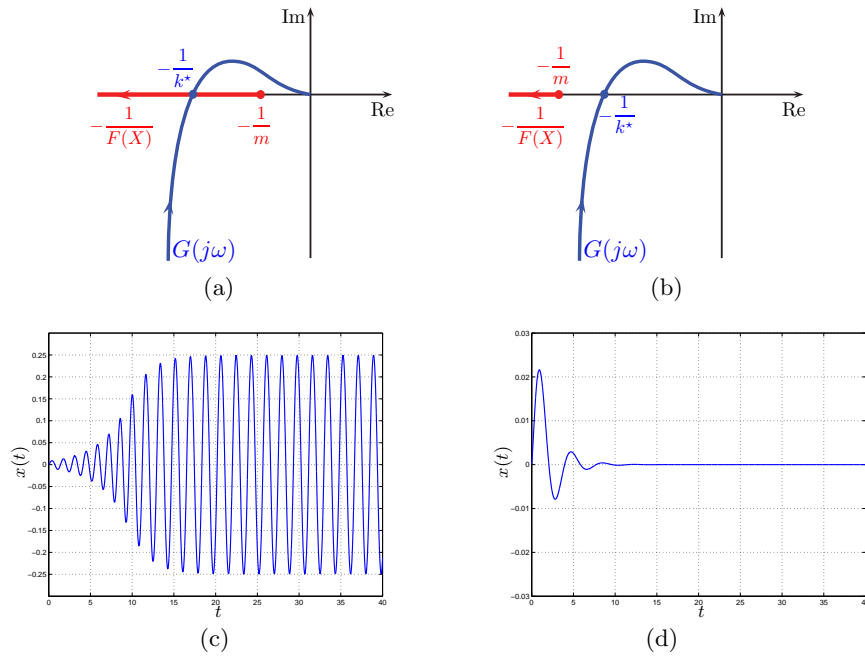 Im
-1/k⋆
-1/F(X)
-1/m
Re
G(jω)
(a)
Im
-1/m
-1/F(X)
-1/k⋆
Re
G(jω)
(b)
x(t)
0.25
0.2
0.15
0.1
0.05
0
-0.05
-0.1
-0.15
-0.2
-0.25
0 5 10 15 20 25 30 35 40
t
(c)
x(t)
0.03
0.02
0.01
0
-0.01
-0.02
-0.03
0 5 10 15 20 25 30 35 40
t
(d)